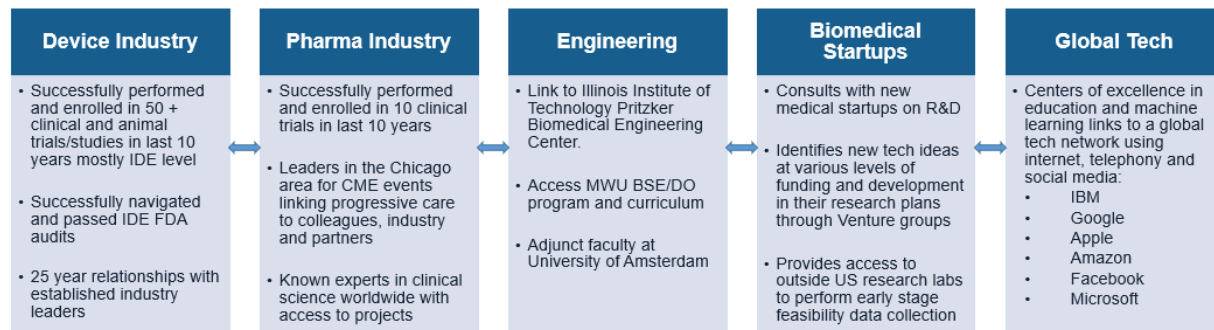 Device Industry
• Successfully performed
and enrolled in 50 +
clinical and animal
trials/studies in last 10
years mostly IDE level
• Successfully navigated
and passed IDE FDA
audits
• 25 year relationships with
established industry
leaders
Pharma Industry
• Successfully performed
and enrolled in 10 clinical
trials in last 10 years
• Leaders in the Chicago
area for CME events
linking progressive care
to colleagues, industry
and partners
• Known experts in clinical
science worldwide with
access to projects
Engineering
• Link to Illinois Institute of
Technology Pritzker
Biomedical Engineering
Center.
• Access MWU BSE/DO
program and curriculum
• Adjunct faculty at
University of Amsterdam
Biomedical
Startups
• Consults with new
medical startups on R&D
• Identifies new tech ideas
at various levels of
funding and development
in their research plans
through Venture groups
• Provides access to
outside US research labs
to perform early stage
feasibility data collection
Global Tech
• Centers of excellence in
education and machine
learning links to a global
tech network using
internet, telephony and
social media:
• IBM
• Google
• Apple
• Amazon
• Facebook
• Microsoft